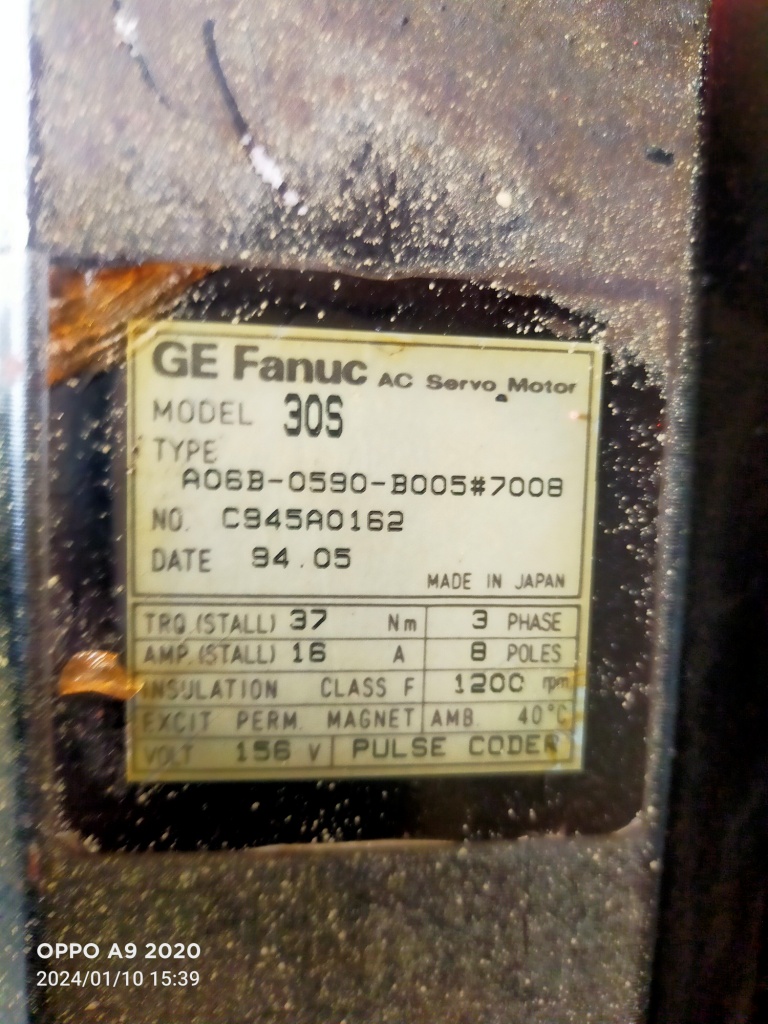 GE Fanuc AC Servo Motor
MODEL 30S
TYPE
A06B-0590-B005#7008
NO. C945A0162
DATE 94.05
MADE IN JAPAN
TRQ.(STALL) 37 Nm 3 PHASE
AMP.(STALL) 16 A 8 POLES
INSULATION CLASS F 1200 rpm
EXCIT PERM. MAGNET AMB. 40°C
VOLT 156 V PULSE CODER
OPPO A9 2020
2024/01/10 15:39